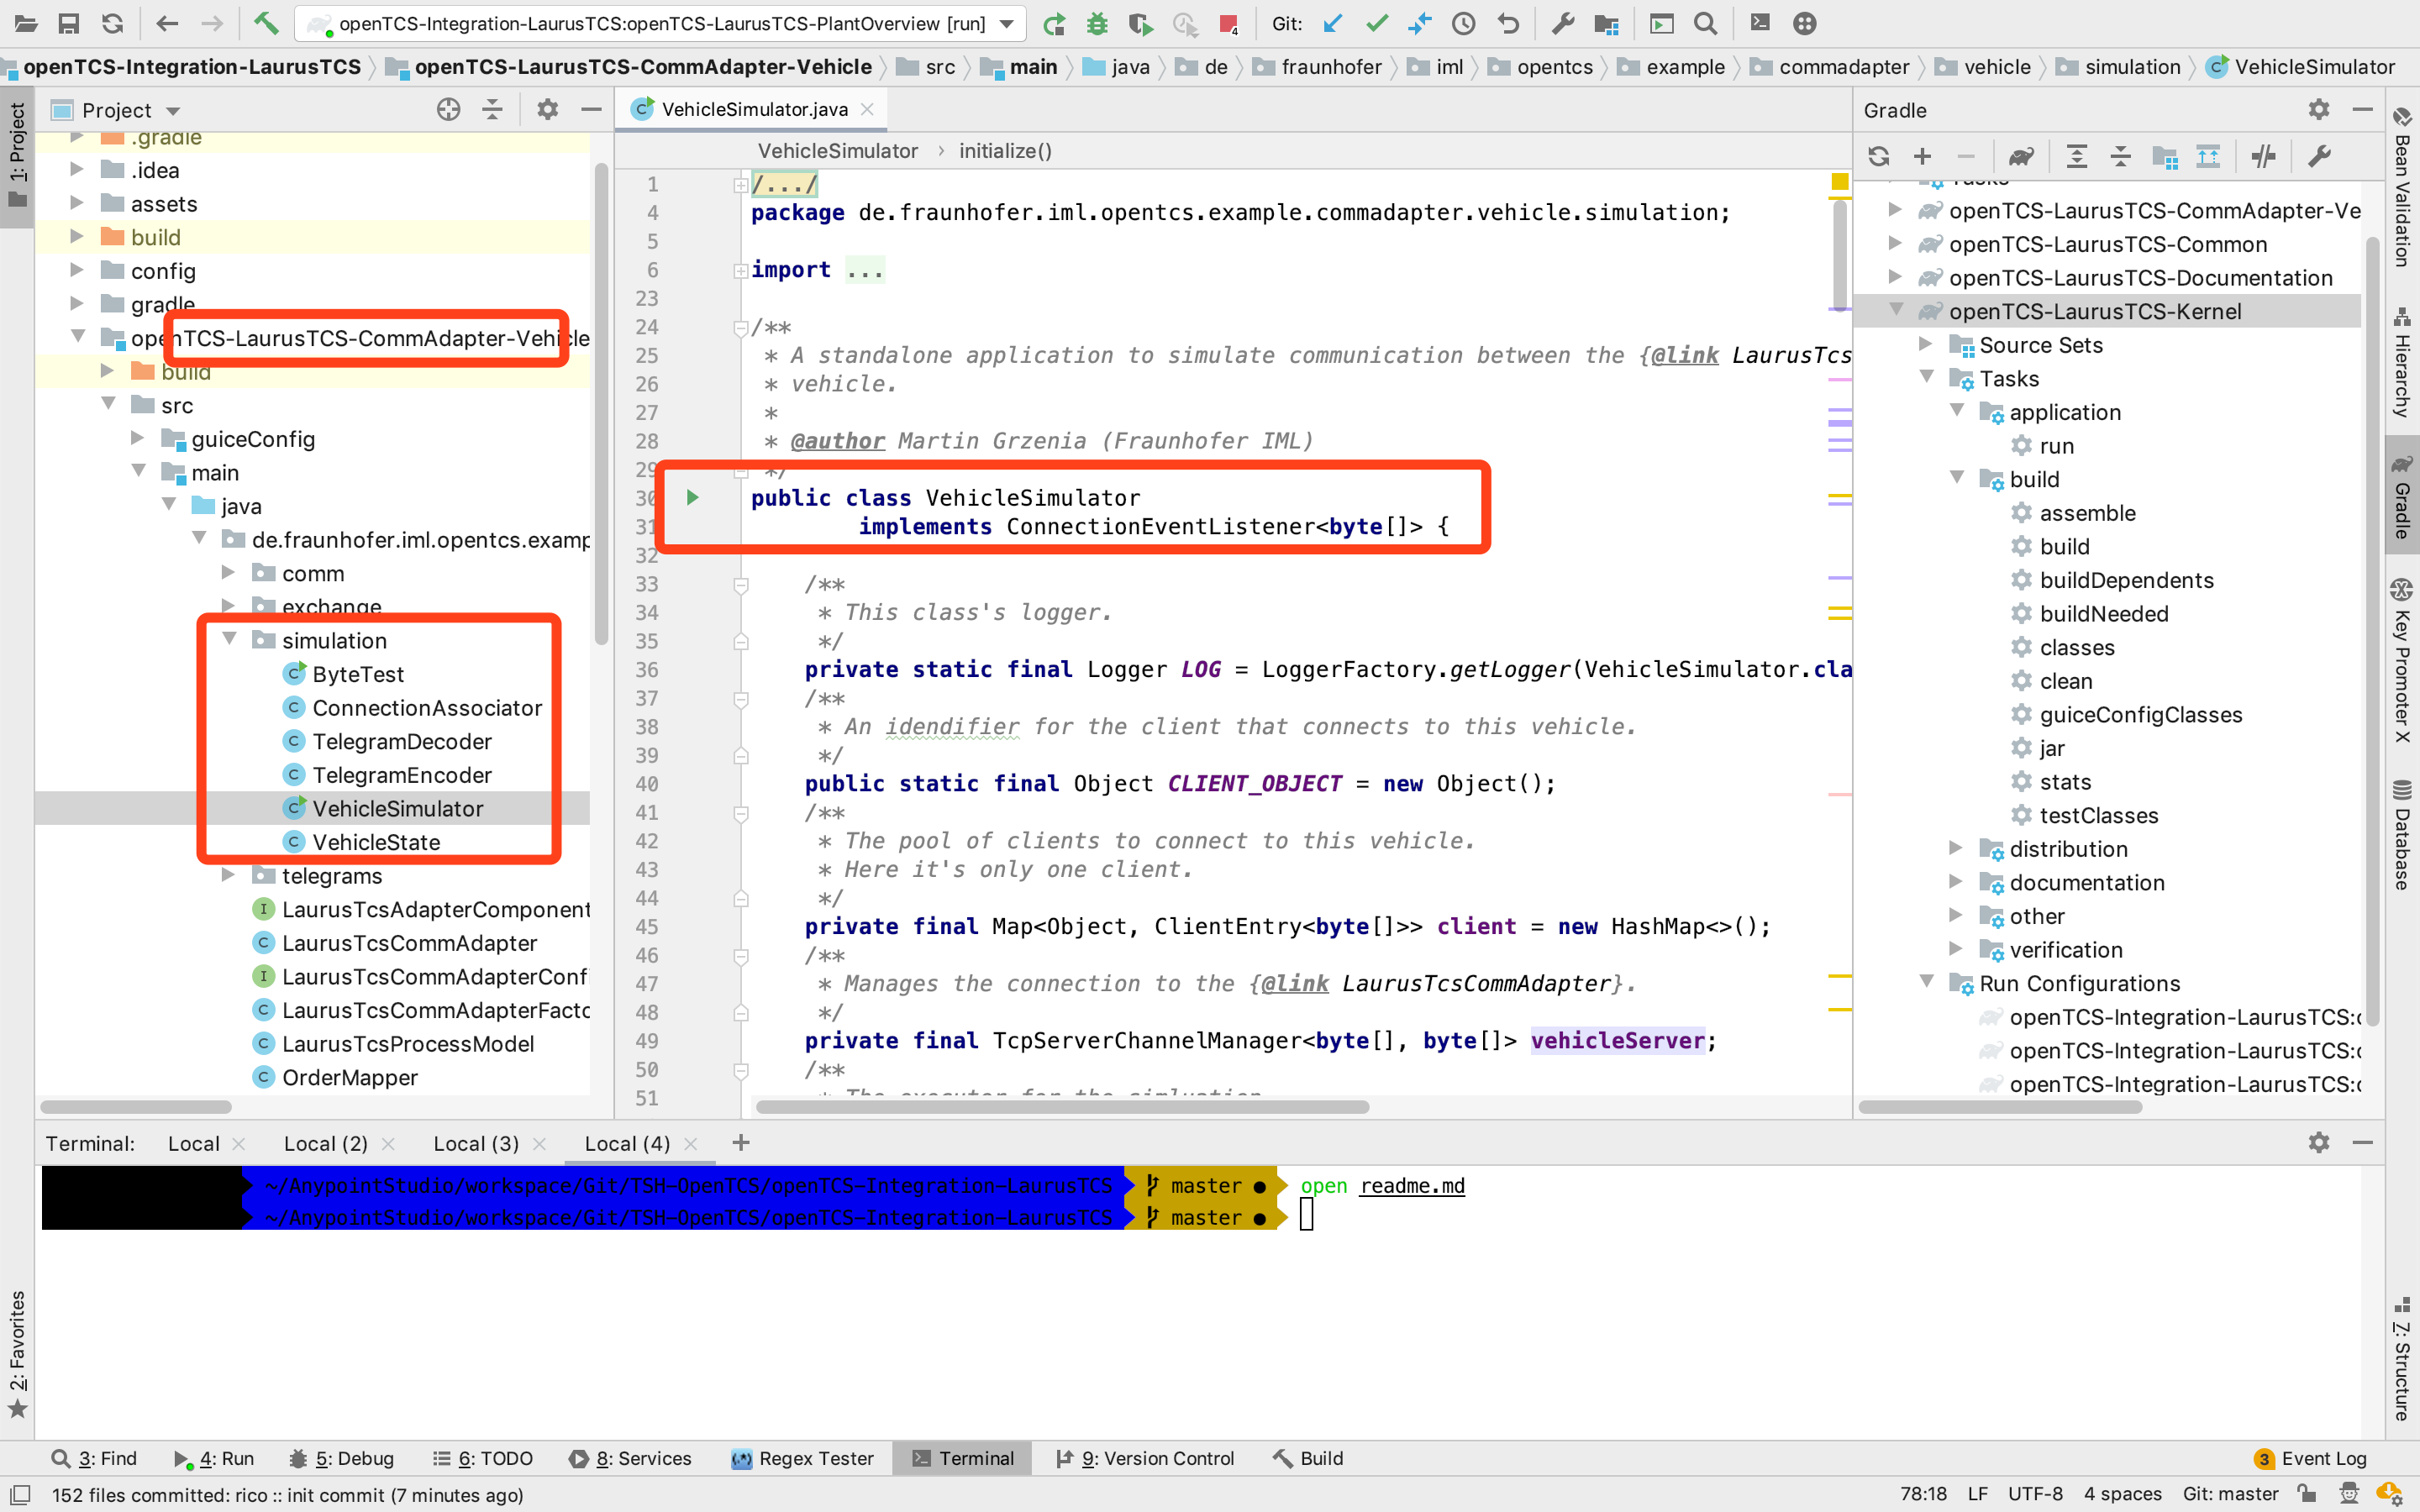 openTCS-Integration-LaurusTCS:openTCS-LaurusTCS-PlantOverview [run]
4
Git:
openTCS-Integration-LaurusTCS
openTCS-LaurusTCS-CommAdapter-Vehicle
src
main
java
de
fraunhofer
iml
opentcs
example
commadapter
vehicle
simulation
VehicleSimulator
1: Project
2: Favorites
Project
.gradle
.idea
assets
build
config
gradle
openTCS-LaurusTCS-CommAdapter-Vehicle
build
src
guiceConfig
main
java
de.fraunhofer.iml.opentcs.examp
comm
exchange
simulation
ByteTest
ConnectionAssociator
TelegramDecoder
TelegramEncoder
VehicleSimulator
VehicleState
telegrams
LaurusTcsAdapterComponent
LaurusTcsCommAdapter
LaurusTcsCommAdapterConfi
LaurusTcsCommAdapterFacto
LaurusTcsProcessModel
OrderMapper
VehicleSimulator.java
VehicleSimulator › initialize()
1 /.../
4 package de.fraunhofer.iml.opentcs.example.commadapter.vehicle.simulation;
5
6 import ...
23
24 /**
25 * A standalone application to simulate communication between the {@link LaurusTcs
26 * vehicle.
27 *
28 * @author Martin Grzenia (Fraunhofer IML)
29 */
30 public class VehicleSimulator
31 implements ConnectionEventListener<byte[]> {
32
33 /**
34 * This class's logger.
35 */
36 private static final Logger LOG = LoggerFactory.getLogger(VehicleSimulator.cla
37 /**
38 * An idendifier for the client that connects to this vehicle.
39 */
40 public static final Object CLIENT_OBJECT = new Object();
41 /**
42 * The pool of clients to connect to this vehicle.
43 * Here it's only one client.
44 */
45 private final Map<Object, ClientEntry<byte[]>> client = new HashMap<>();
46 /**
47 * Manages the connection to the {@link LaurusTcsCommAdapter}.
48 */
49 private final TcpServerChannelManager<byte[], byte[]> vehicleServer;
50 /**
51 * The executor for the simluation
Gradle
Tasks
openTCS-LaurusTCS-CommAdapter-Ve
openTCS-LaurusTCS-Common
openTCS-LaurusTCS-Documentation
openTCS-LaurusTCS-Kernel
Source Sets
Tasks
application
run
build
assemble
build
buildDependents
buildNeeded
classes
clean
guiceConfigClasses
jar
stats
testClasses
distribution
documentation
other
verification
Run Configurations
openTCS-Integration-LaurusTCS:o
openTCS-Integration-LaurusTCS:o
openTCS-Integration-LaurusTCS:o
Bean Validation
Hierarchy
Gradle
Key Promoter X
Database
7: Structure
Terminal: Local Local (2) Local (3) Local (4)
~/AnypointStudio/workspace/Git/TSH-OpenTCS/openTCS-Integration-LaurusTCS master ● open readme.md
~/AnypointStudio/workspace/Git/TSH-OpenTCS/openTCS-Integration-LaurusTCS master ●
3: Find
4: Run
5: Debug
6: TODO
8: Services
Regex Tester
Terminal
9: Version Control
Build
3 Event Log
152 files committed: rico :: init commit (7 minutes ago)
78:18 LF UTF-8 4 spaces Git: master